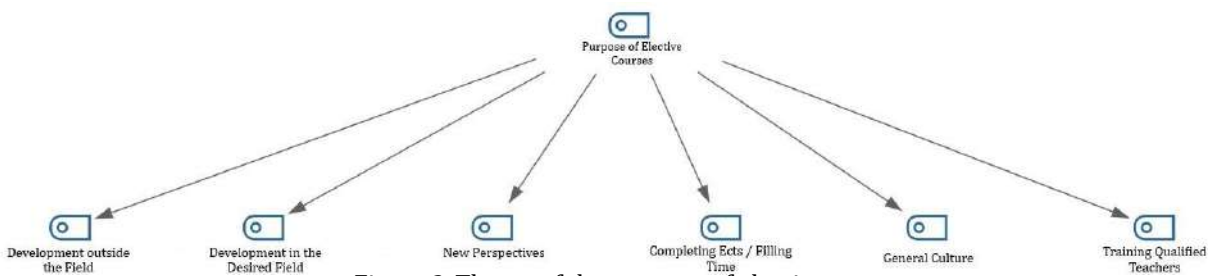 Purpose of Elective
Courses
Development outside
the Field
Development in the
Desired Field
New Perspectives
Completing Ects / Filling
Time
General Culture
Training Qualified
Teachers